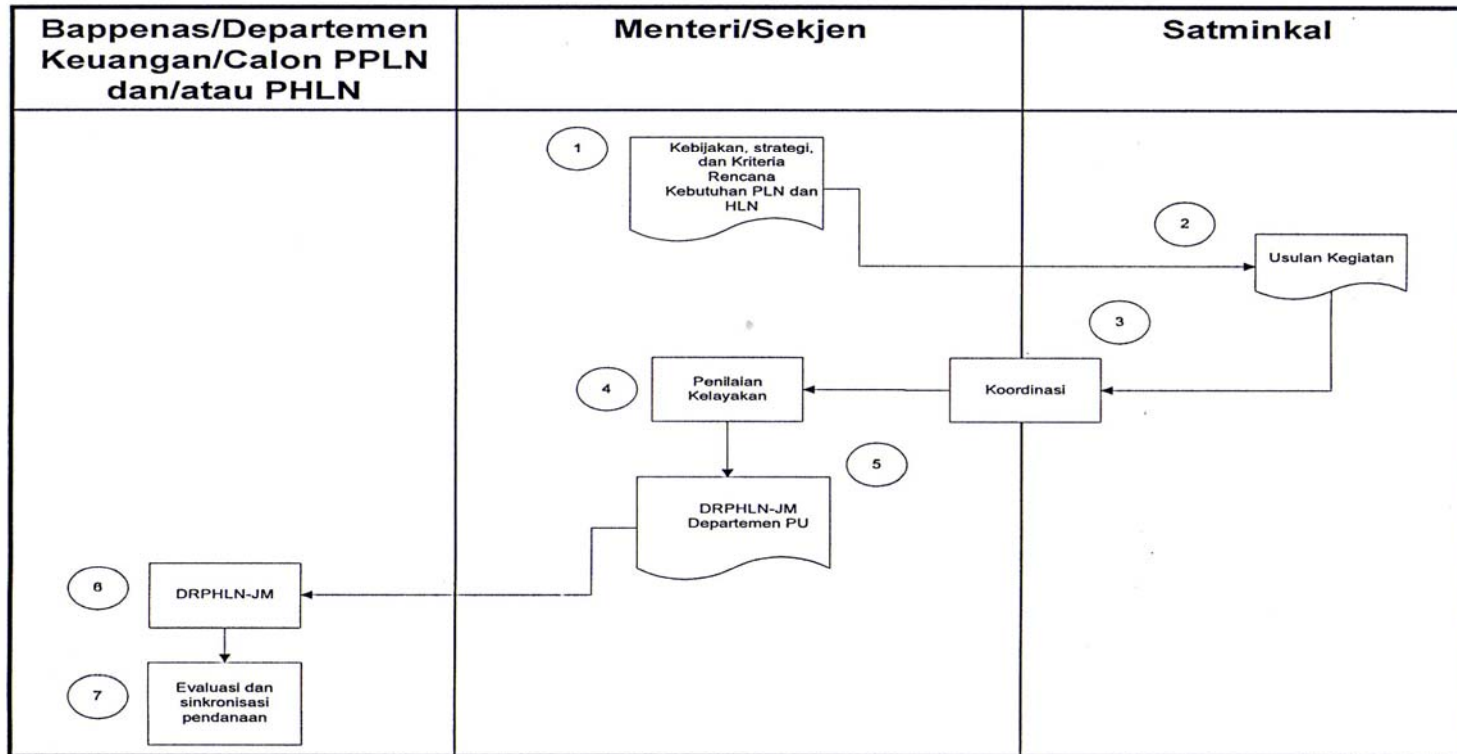 Bappenas/Departemen
Keuangan/Calon PPLN
dan/atau PHLN
Menteri/Sekjen
Satminkal
1
Kebijakan, strategi,
dan Kriteria
Rencana
Kebutuhan PLN dan
HLN
2
Usulan Kegiatan
3
Koordinasi
4
Penilaian
Kelayakan
5
DRPHLN-JM
Departemen PU
6
DRPHLN-JM
7
Evaluasi dan
sinkronisasi
pendanaan